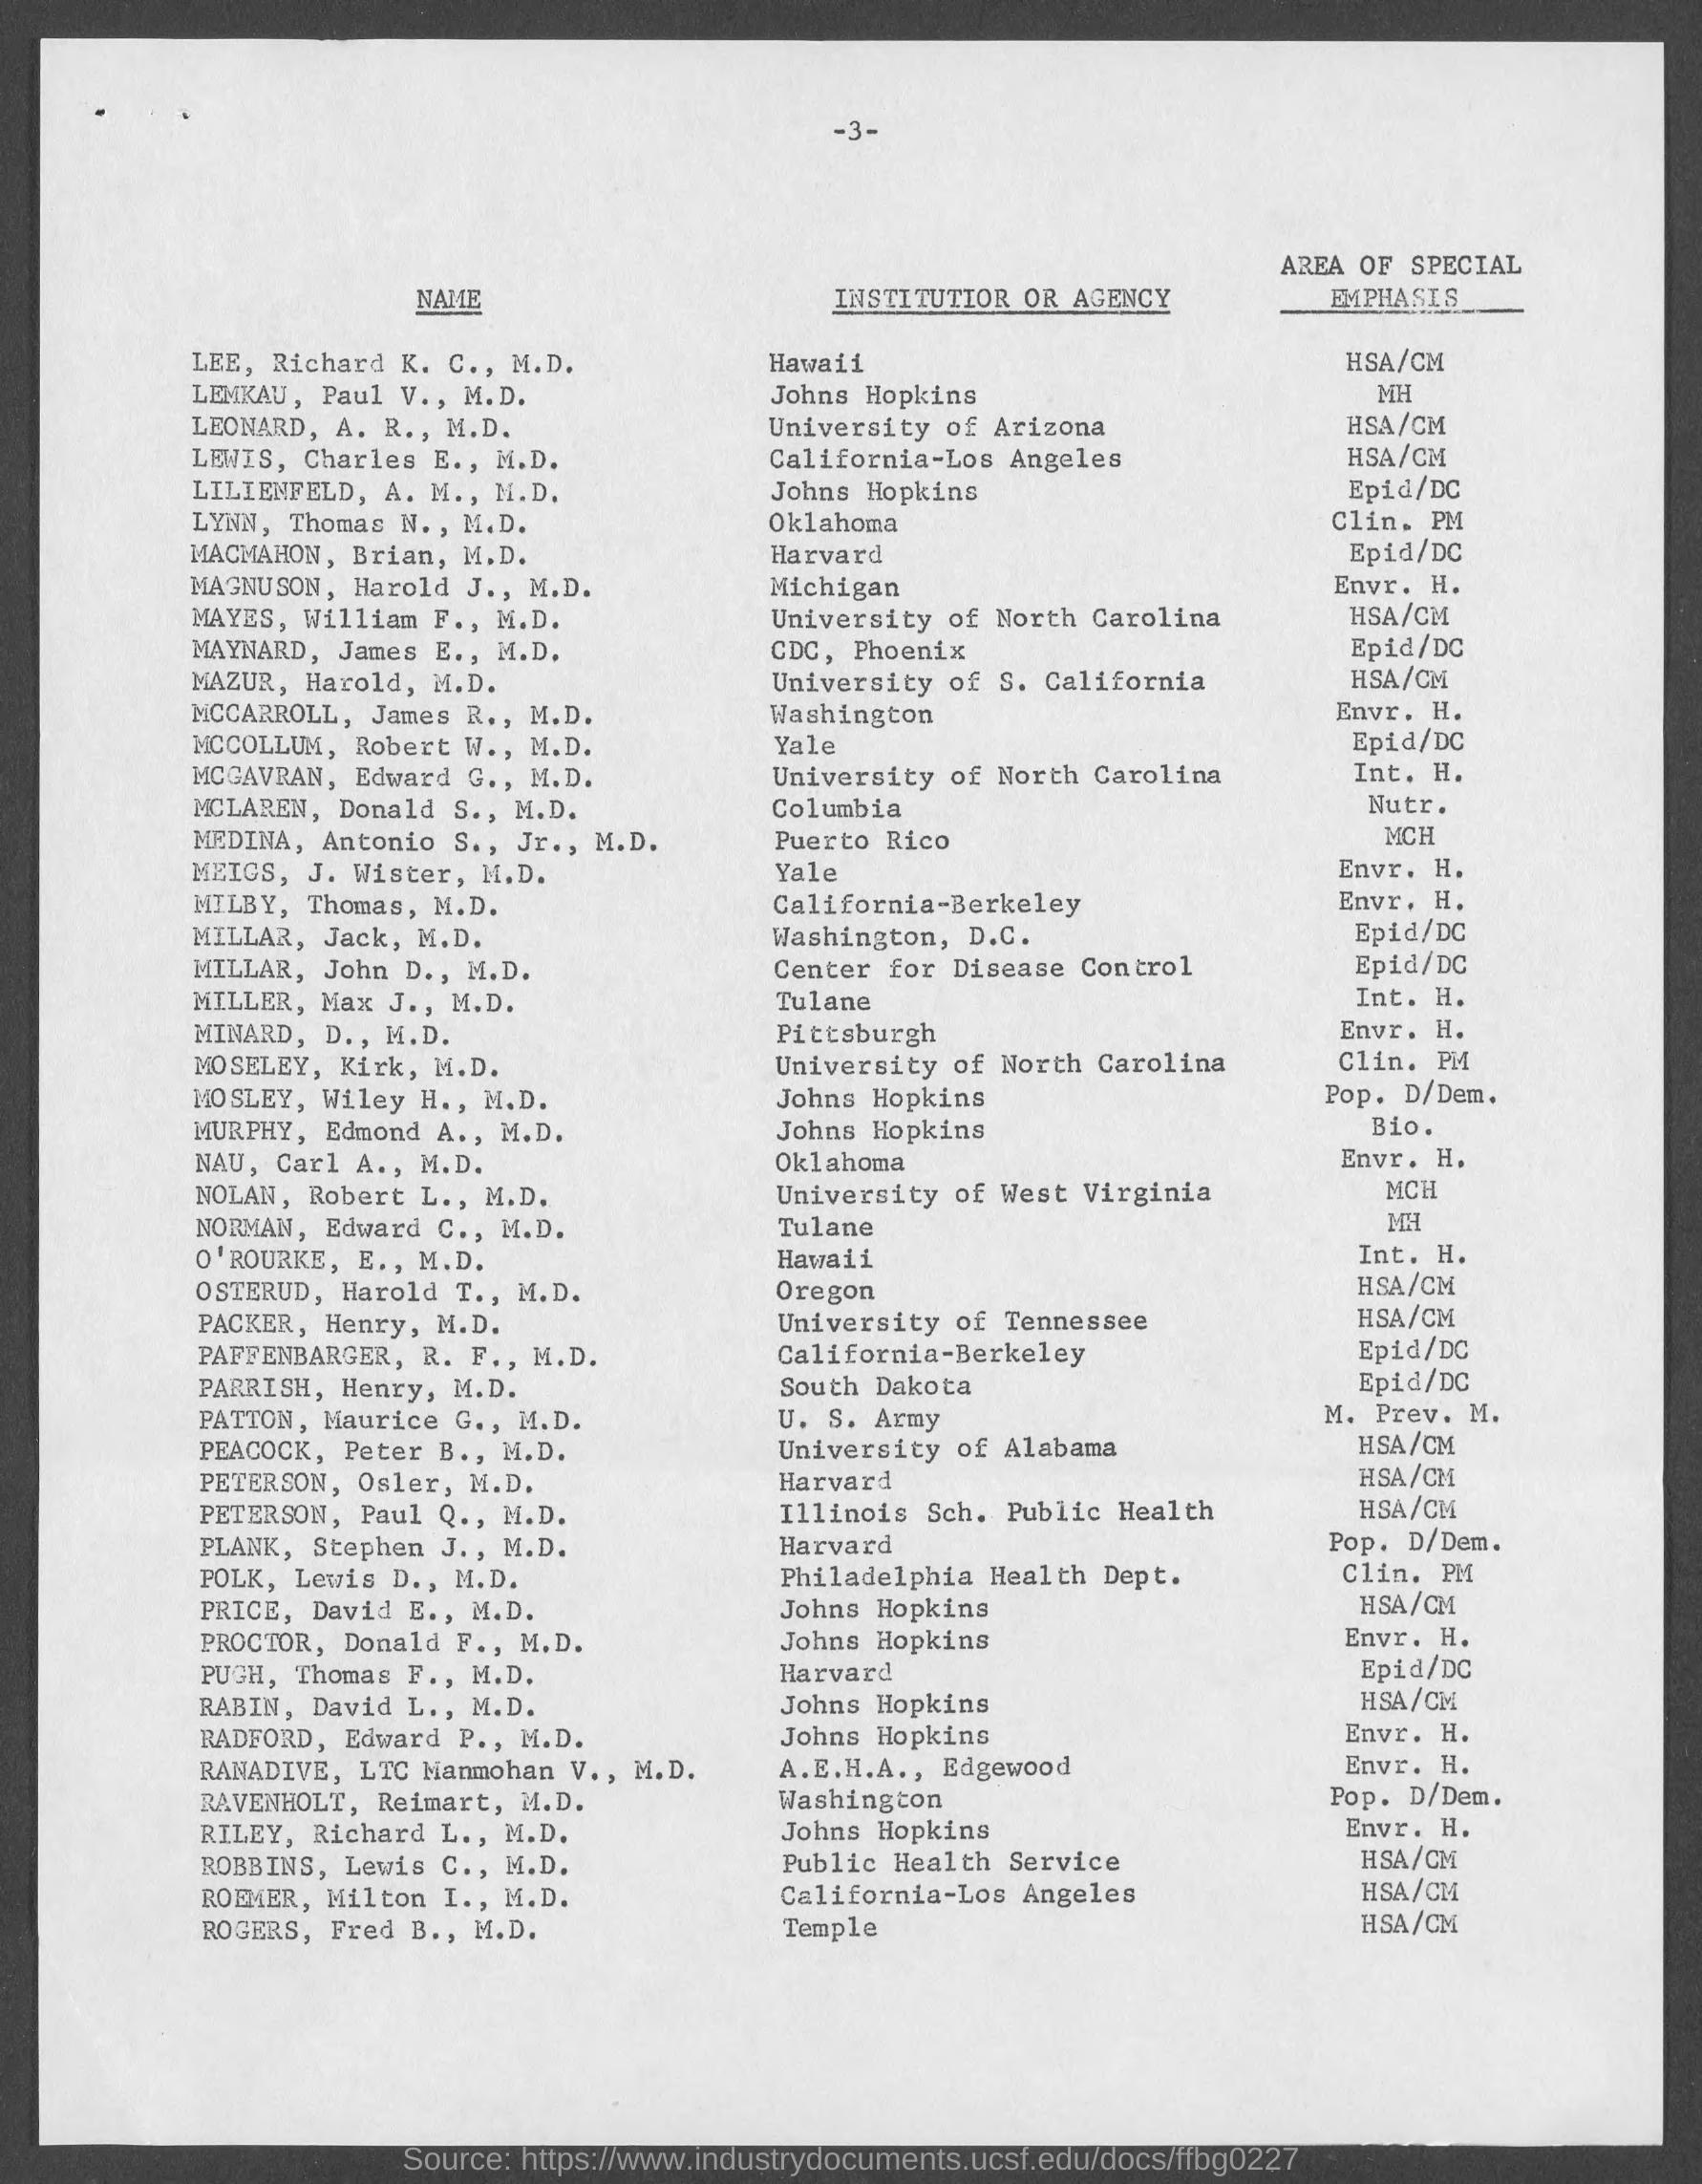 -3-
AREA OF SPECIAL
NAME INSTITUTIOR OR AGENCY EMPHASIS
LEE, Richard K. C., M.D. Hawaii HSA/CM
LEMKAU, Paul V., M.D. Johns Hopkins MH
LEONARD, A. R., M.D. University of Arizona HSA/CM
LEWIS, Charles E., M.D. California-Los Angeles HSA/CM
LILIENFELD, A. M., M.D. Johns Hopkins Epid/DC
LYNN, Thomas N., M.D. Oklahoma Clin. PM
MACMAHON, Brian, M.D. Harvard Epid/DC
MAGNUSON, Harold J., M.D. Michigan Envr. H.
MAYES, William F., M.D. University of North Carolina HSA/CM
MAYNARD, James E., M.D. CDC, Phoenix Epid/DC
MAZUR, Harold, M.D. University of S. California HSA/CM
MCCARROLL, James R., M.D. Washington Envr. H.
MCCOLLUM, Robert W., M.D. Yale Epid/DC
MCGAVRAN, Edward G., M.D. University of North Carolina Int. H.
MCLAREN, Donald S., M.D. Columbia Nutr.
MEDINA, Antonio S., Jr., M.D. Puerto Rico MCH
MEIGS, J. Wister, M.D. Yale Envr. H.
MILBY, Thomas, M.D. California-Berkeley Envr. H.
MILLAR, Jack, M.D. Washington, D.C. Epid/DC
MILLAR, John D., M.D. Center for Disease Control Epid/DC
MILLER, Max J., M.D. Tulane Int. H.
MINARD, D., M.D. Pittsburgh Envr. H.
MOSELEY, Kirk, M.D. University of North Carolina Clin. PM
MOSLEY, Wiley H., M.D. Johns Hopkins Pop. D/Dem.
MURPHY, Edmond A., M.D. Johns Hopkins Bio.
NAU, Carl A., M.D. Oklahoma Envr. H.
NOLAN, Robert L., M.D. University of West Virginia MCH
NORMAN, Edward C., M.D. Tulane MH
O'ROURKE, E., M.D. Hawaii Int. H.
OSTERUD, Harold T., M.D. Oregon HSA/CM
PACKER, Henry, M.D. University of Tennessee HSA/CM
PAFFENBARGER, R. F., M.D. California-Berkeley Epid/DC
PARRISH, Henry, M.D. South Dakota Epid/DC
PATTON, Maurice G., M.D. U. S. Army M. Prev. M.
PEACOCK, Peter B., M.D. University of Alabama HSA/CM
PETERSON, Osler, M.D. Harvard HSA/CM
PETERSON, Paul Q., M.D. Illinois Sch. Public Health HSA/CM
PLANK, Stephen J., M.D. Harvard Pop. D/Dem.
POLK, Lewis D., M.D. Philadelphia Health Dept. Clin. PM
PRICE, David E., M.D. Johns Hopkins HSA/CM
PROCTOR, Donald F., M.D. Johns Hopkins Envr. H.
PUGH, Thomas F., M.D. Harvard Epid/DC
RABIN, David L., M.D. Johns Hopkins HSA/CM
RADFORD, Edward P., M.D. Johns Hopkins Envr. H.
RANADIVE, LTC Manmohan V., M.D. A.E.H.A., Edgewood Envr. H.
RAVENHOLT, Reimart, M.D. Washington Pop. D/Dem.
RILEY, Richard L., M.D. Johns Hopkins Envr. H.
ROBBINS, Lewis C., M.D. Public Health Service HSA/CM
ROEMER, Milton I., M.D. California-Los Angeles HSA/CM
ROGERS, Fred B., M.D. Temple HSA/CM
Source: https://www.industrydocuments.ucsf.edu/docs/ffbg0227